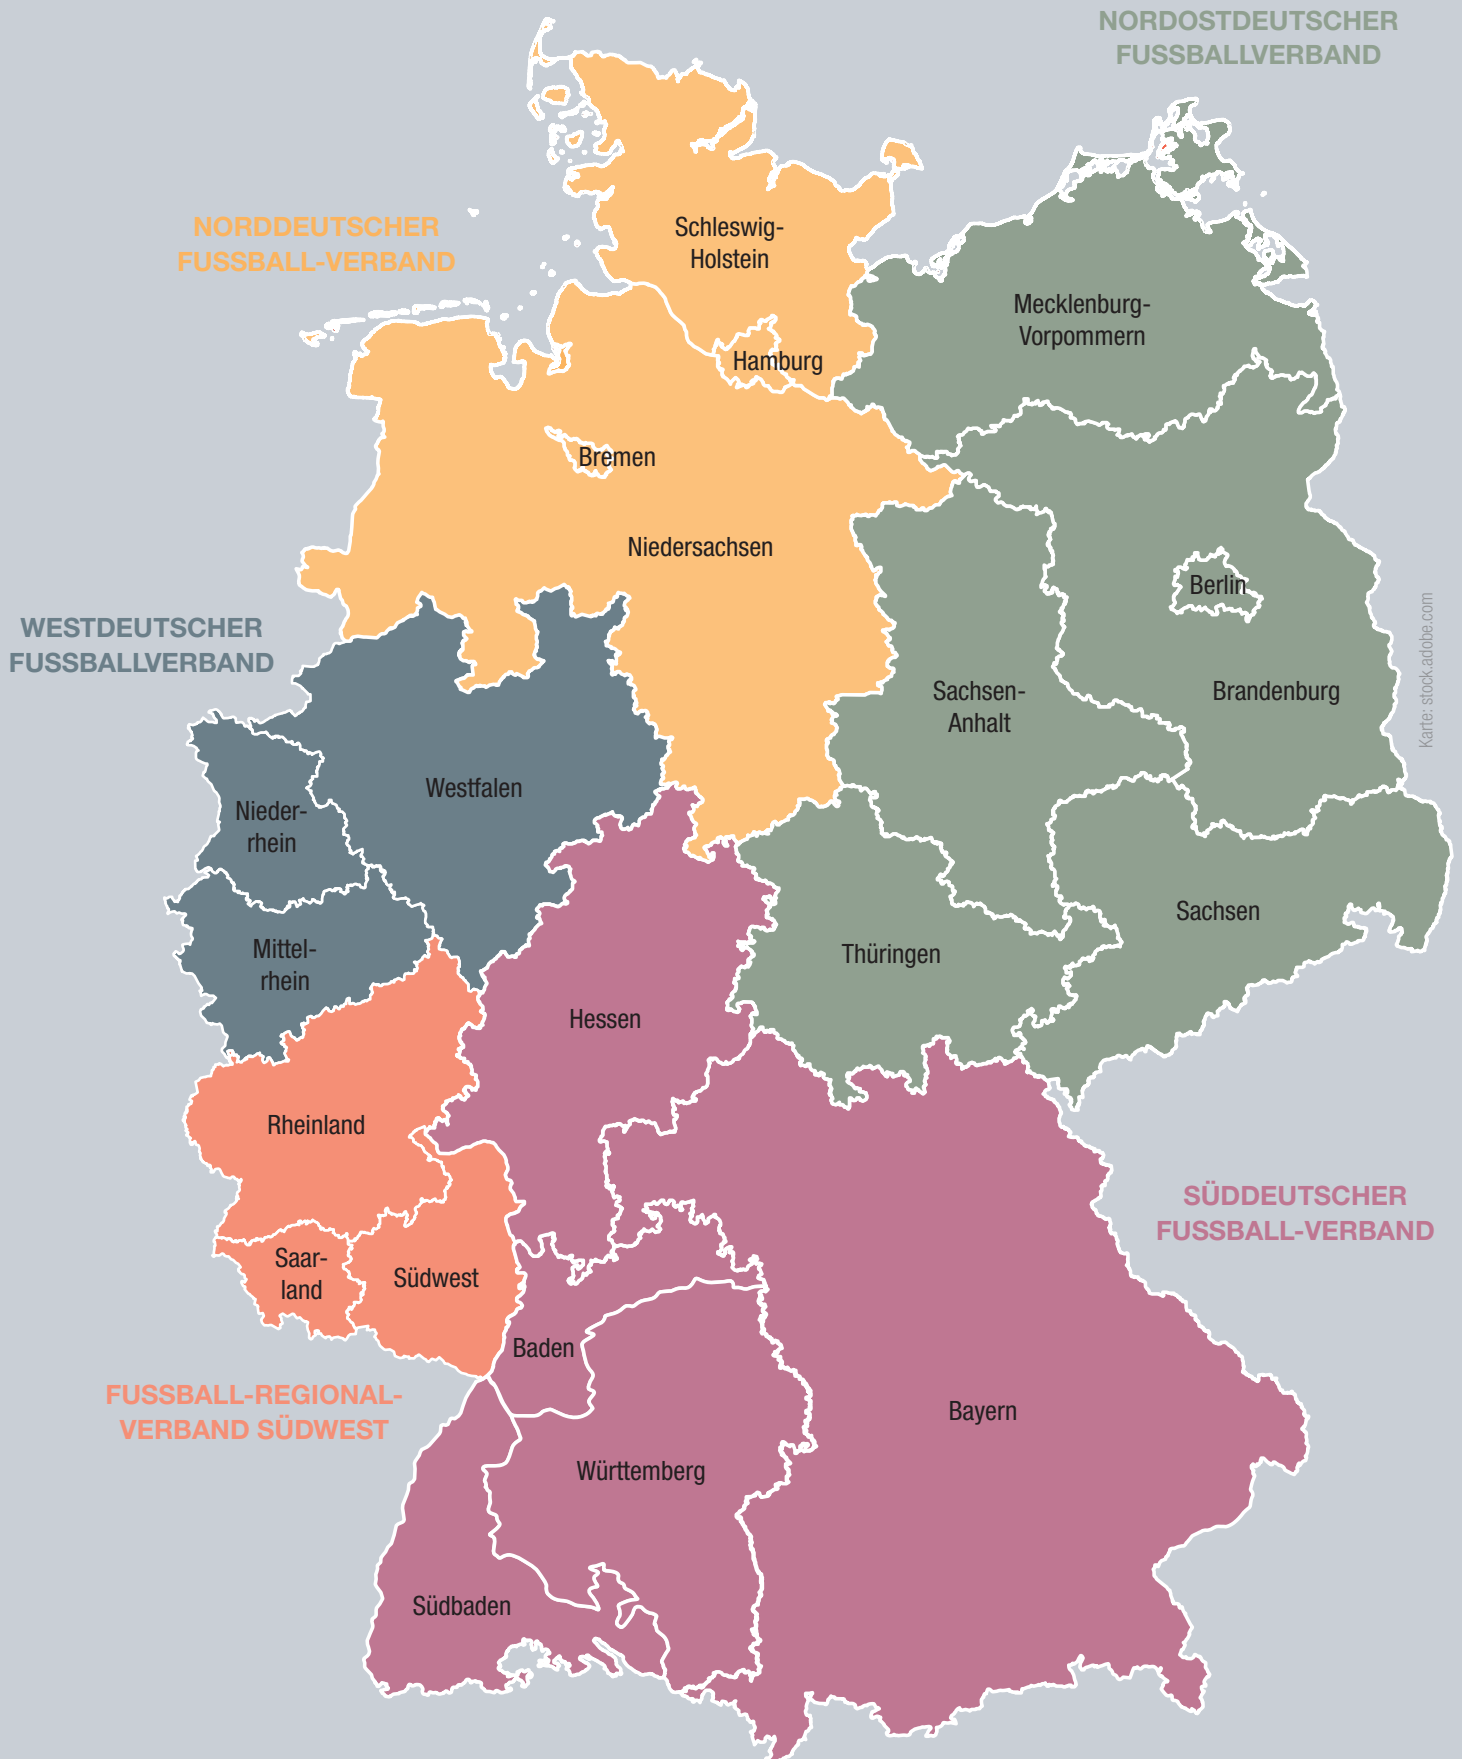 NORDOSTDEUTSCHER
FUSSBALLVERBAND
NORDDEUTSCHER
FUSSBALL-VERBAND
Schleswig-
Holstein
Mecklenburg-
Vorpommern
Hamburg
Bremen
Niedersachsen
Berlin
WESTDEUTSCHER
FUSSBALLVERBAND
Sachsen-
Anhalt
Brandenburg
Karte: stock.adobe.com
Westfalen
Nieder-
rhein
Sachsen
Mittel-
rhein
Thüringen
Hessen
Rheinland
SÜDDEUTSCHER
FUSSBALL-VERBAND
Saar-
land
Südwest
Baden
FUSSBALL-REGIONAL-
VERBAND SÜDWEST
Bayern
Württemberg
Südbaden